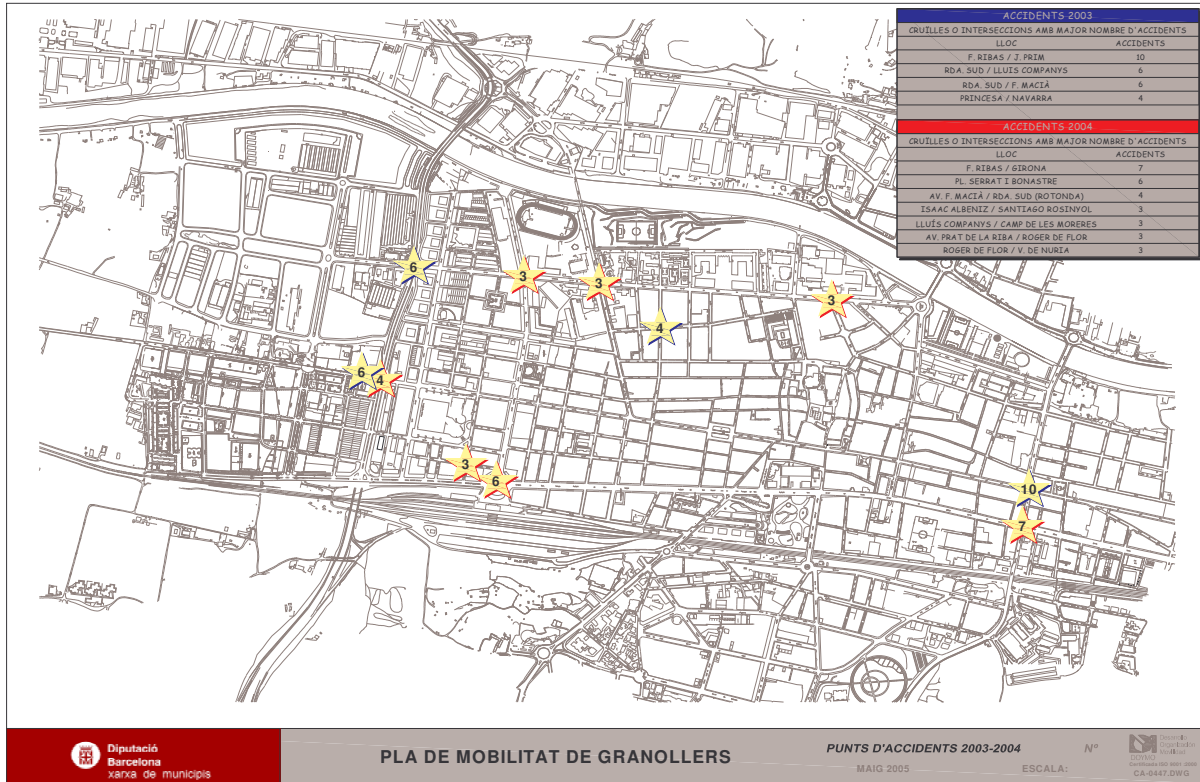 ACCIDENTS 2003
CRUÏLLES O INTERSECCIONS AMB MAJOR NOMBRE D'ACCIDENTS
LLOC ACCIDENTS
F. RIBAS / J. PRIM 10
RDA. SUD / LLUIS COMPANYS 6
RDA. SUD / F. MACIÀ 6
PRINCESA / NAVARRA 4
ACCIDENTS 2004
CRUÏLLES O INTERSECCIONS AMB MAJOR NOMBRE D'ACCIDENTS
LLOC ACCIDENTS
F. RIBAS / GIRONA 7
PL. SERRAT I BONASTRE 6
AV. F. MACIÀ / RDA. SUD (ROTONDA) 4
ISAAC ALBENIZ / SANTIAGO ROSINYOL 3
LLUÍS COMPANYS / CAMP DE LES MORERES 3
AV. PRAT DE LA RIBA / ROGER DE FLOR 3
ROGER DE FLOR / V. DE NURIA 3
6
3
3
3
4
6
4
3
6
10
7
Diputació
Barcelona
xarxa de municipis
PLA DE MOBILITAT DE GRANOLLERS
PUNTS D'ACCIDENTS 2003-2004
MAIG 2005
ESCALA:
Nº
Desarrollo
Organización
Movilidad
DOYMO
CA-0447.DWG